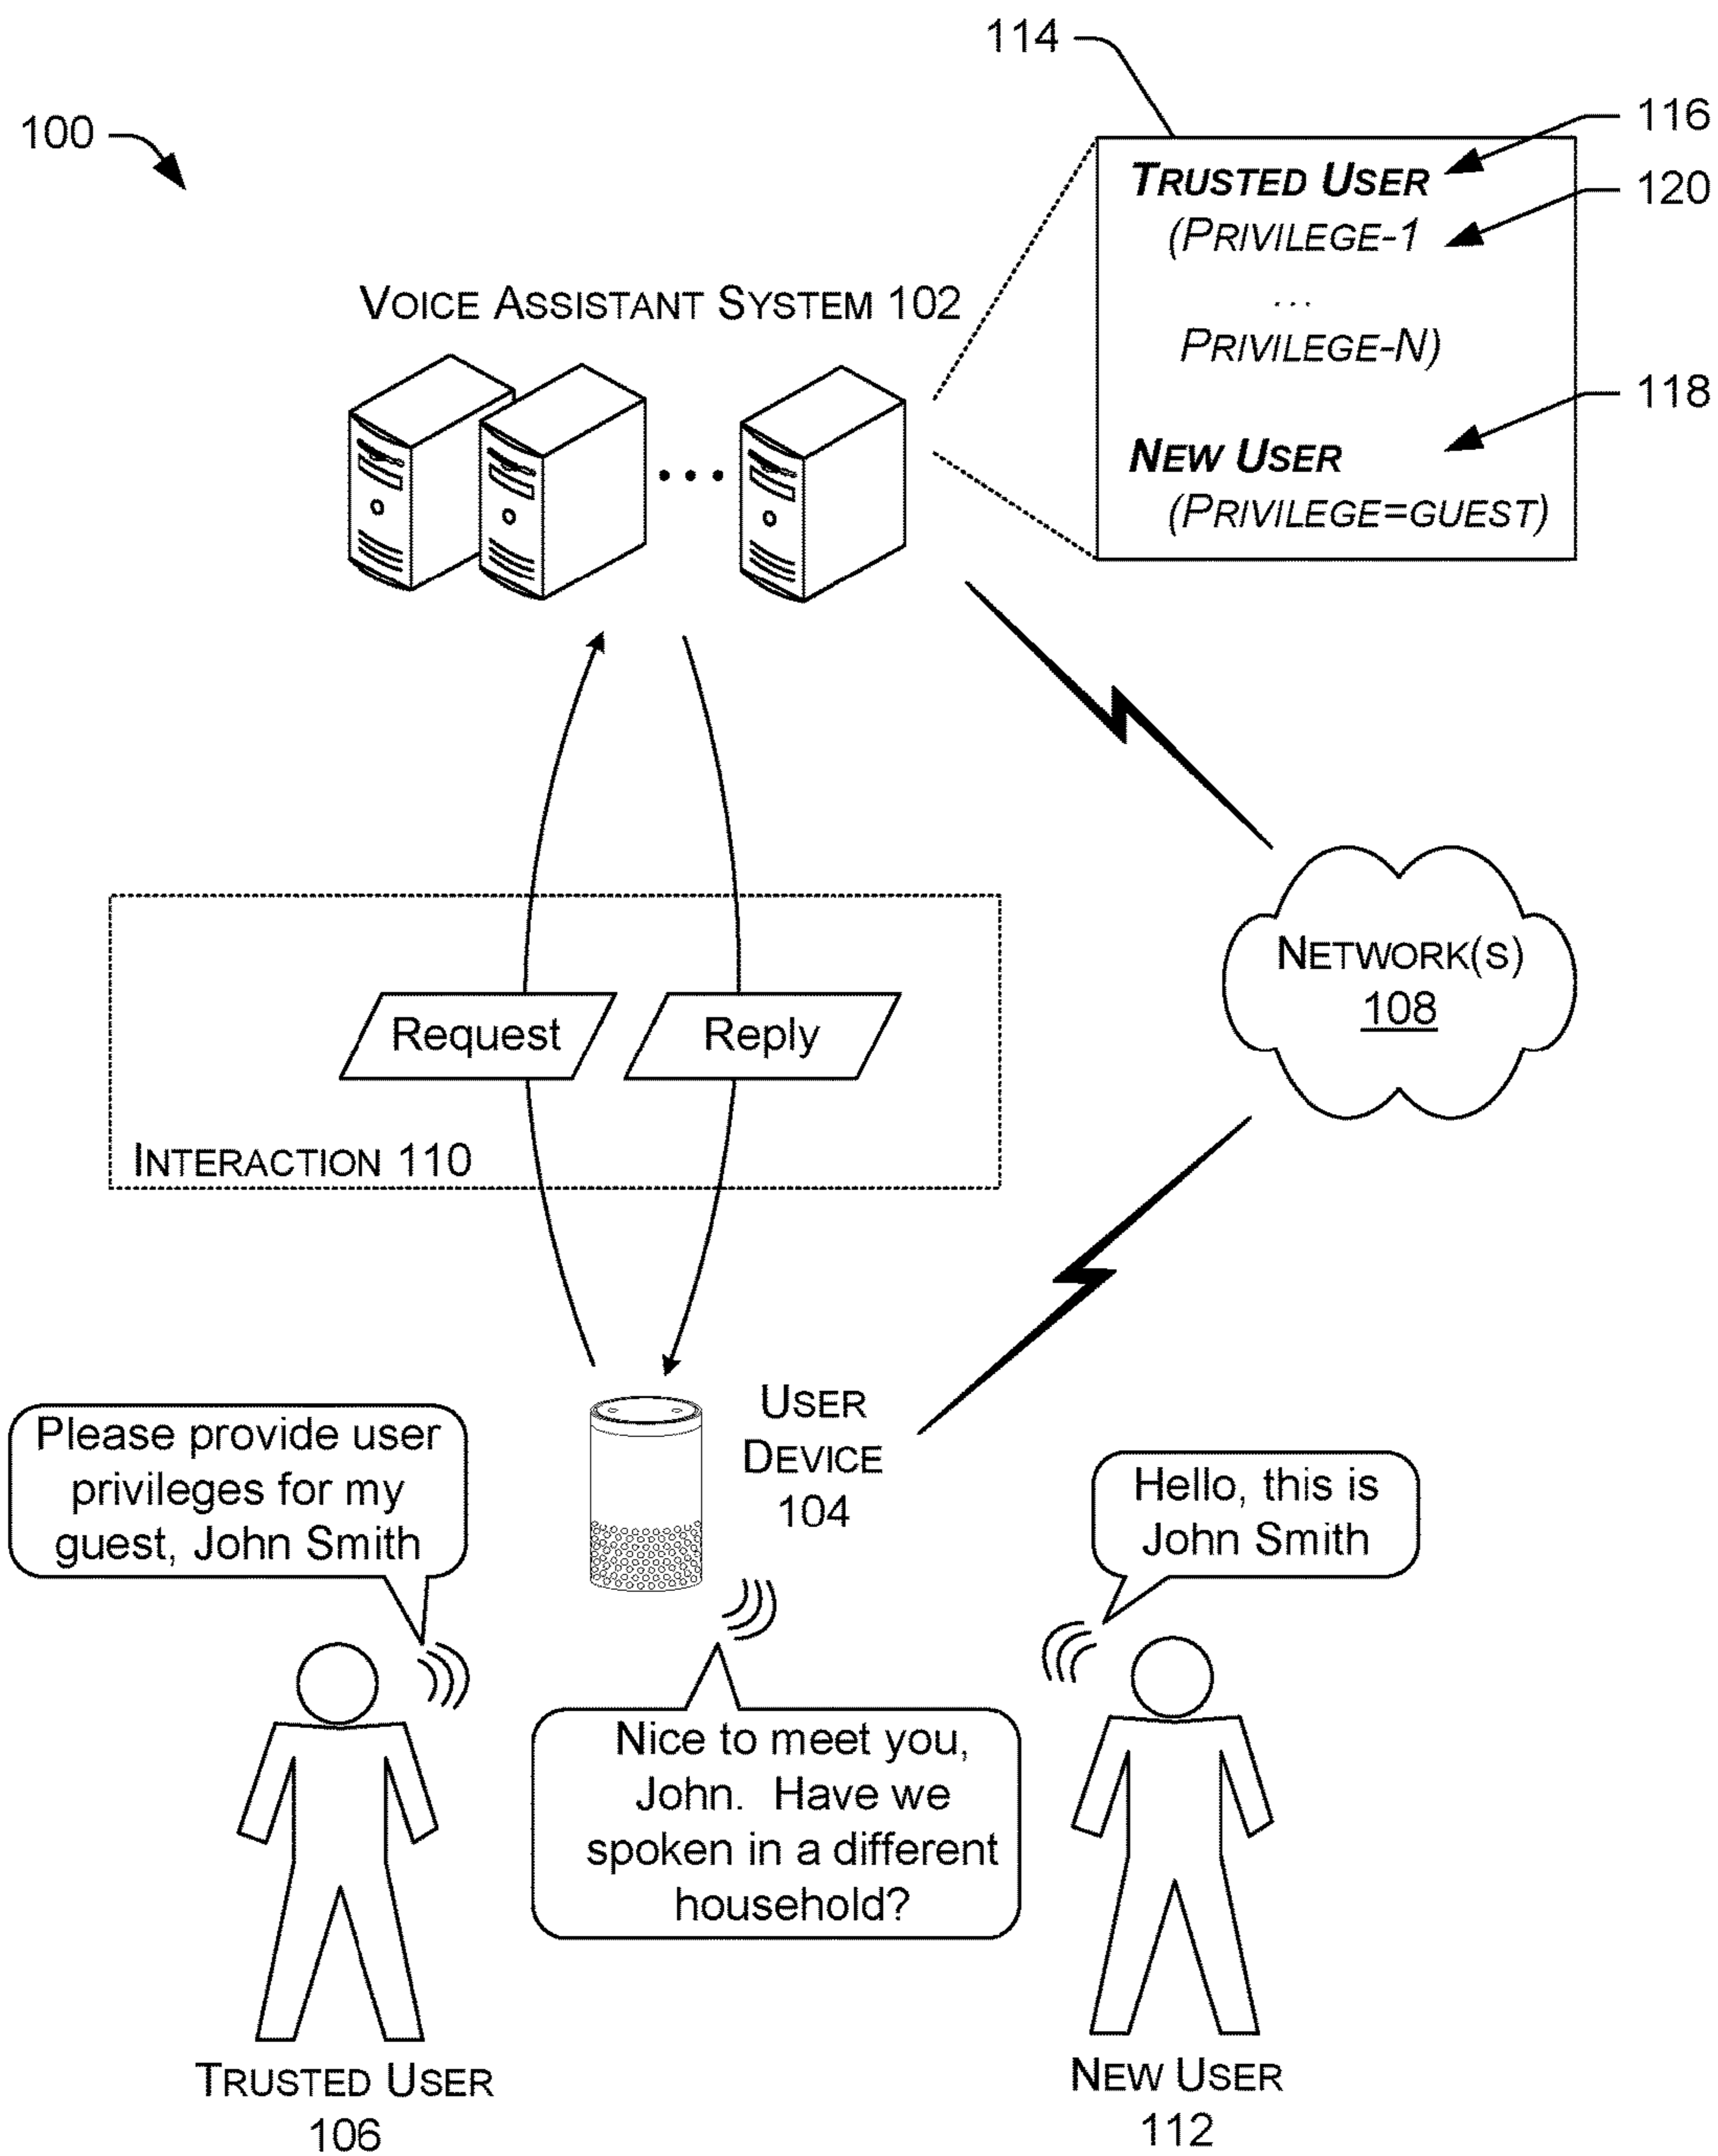 114
116
100
TRUSTED USER
120
(PRIVILEGE-1
...
PRIVILEGE-N)
VOICE ASSISTANT SYSTEM 102
118
NEW USER
(PRIVILEGE=GUEST)
...
NETWORK(S)
108
Request
Reply
INTERACTION 110
USER
DEVICE
104
Please provide user
privileges for my
guest, John Smith
Hello, this is
John Smith
Nice to meet you,
John. Have we
spoken in a different
household?
TRUSTED USER
106
NEW USER
112